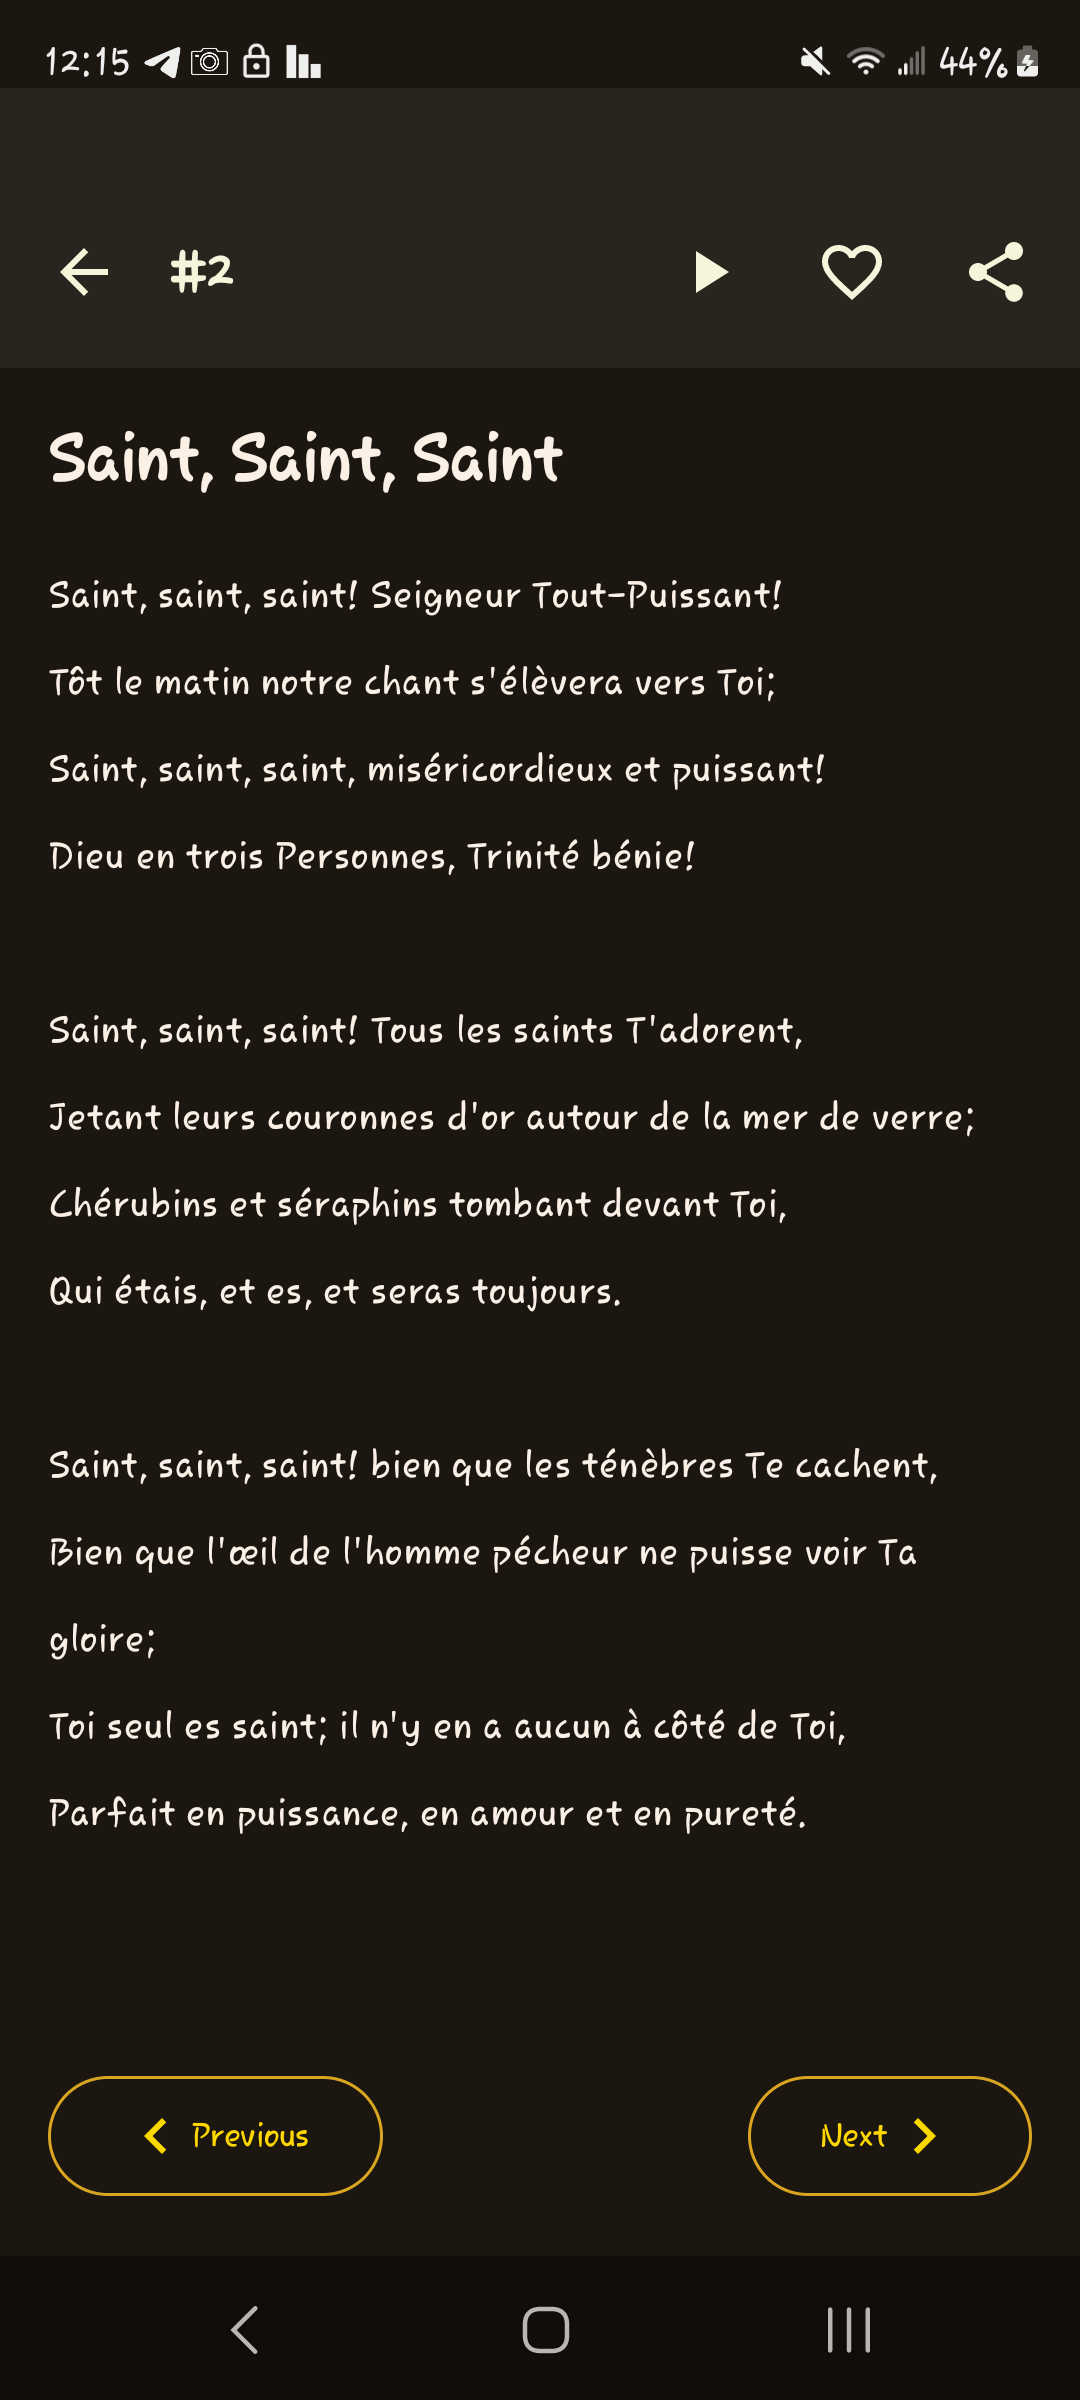 12:15
44%
#2
Saint, Saint, Saint
Saint, saint, saint! Seigneur Tout-Puissant!
Tôt le matin notre chant s'élèvera vers Toi;
Saint, saint, saint, miséricordieux et puissant!
Dieu en trois Personnes, Trinité bénie!
Saint, saint, saint! Tous les saints T'adorent,
Jetant leurs couronnes d'or autour de la mer de verre;
Chérubins et séraphins tombant devant Toi,
Qui étais, et es, et seras toujours.
Saint, saint, saint! bien que les ténèbres Te cachent,
Bien que l'œil de l'homme pécheur ne puisse voir Ta
gloire;
Toi seul es saint; il n'y en a aucun à côté de Toi,
Parfait en puissance, en amour et en pureté.
Previous
Next